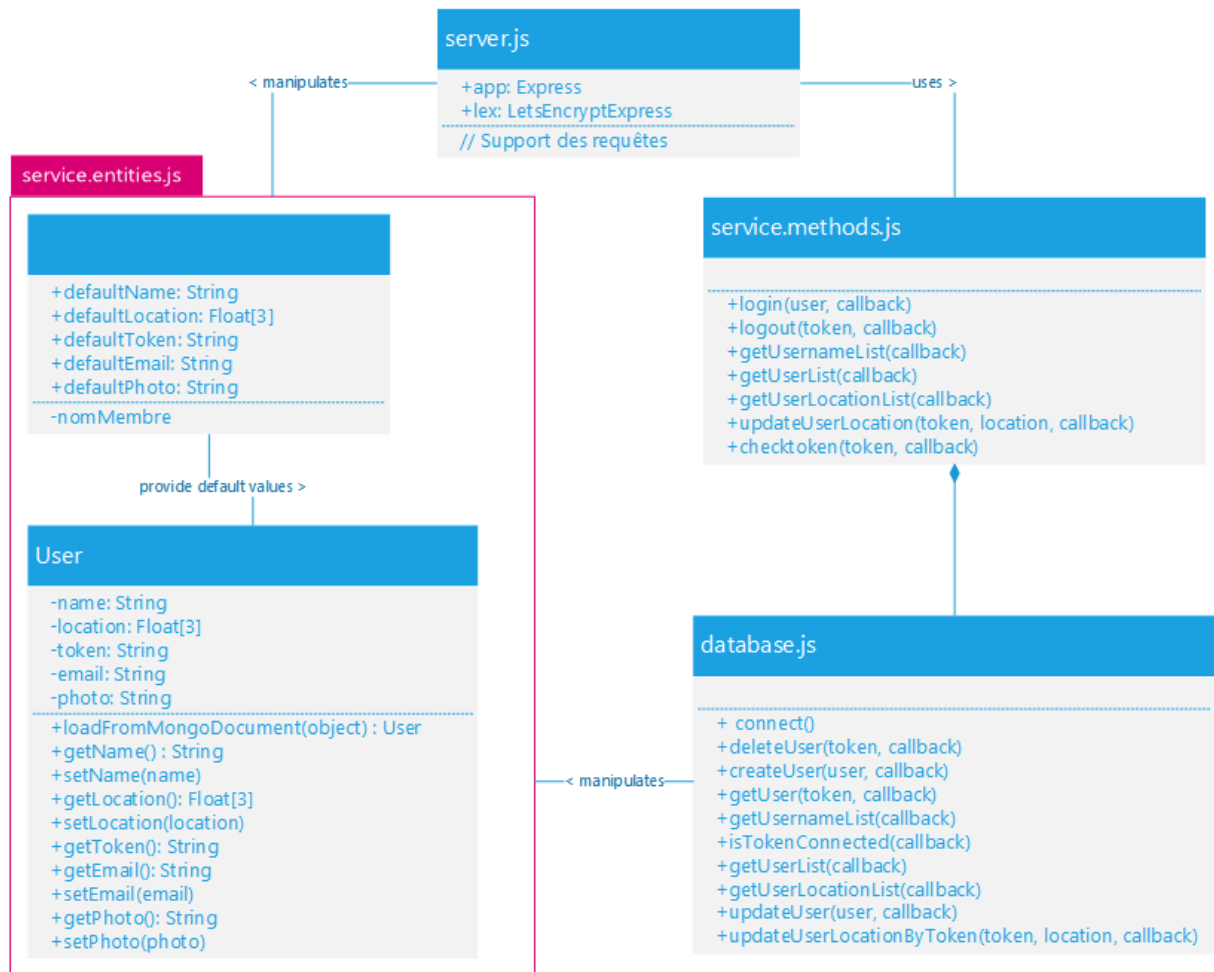 server.js
+app: Express
+lex: LetsEncryptExpress
// Support des requêtes
< manipulates
uses >
service.entities.js
+defaultName: String
+defaultLocation: Float[3]
+defaultToken: String
+defaultEmail: String
+defaultPhoto: String
-nomMembre
provide default values >
User
-name: String
-location: Float[3]
-token: String
-email: String
-photo: String
+loadFromMongoDocument(object) : User
+getName() : String
+setName(name)
+getLocation(): Float[3]
+setLocation(location)
+getToken(): String
+getEmail(): String
+setEmail(email)
+getPhoto(): String
+setPhoto(photo)
service.methods.js
+login(user, callback)
+logout(token, callback)
+getUsernameList(callback)
+getUserList(callback)
+getUserLocationList(callback)
+updateUserLocation(token, location, callback)
+checktoken(token, callback)
< manipulates
database.js
+ connect()
+deleteUser(token, callback)
+createUser(user, callback)
+getUser(token, callback)
+getUsernameList(callback)
+isTokenConnected(callback)
+getUserList(callback)
+getUserLocationList(callback)
+updateUser(user, callback)
+updateUserLocationByToken(token, location, callback)